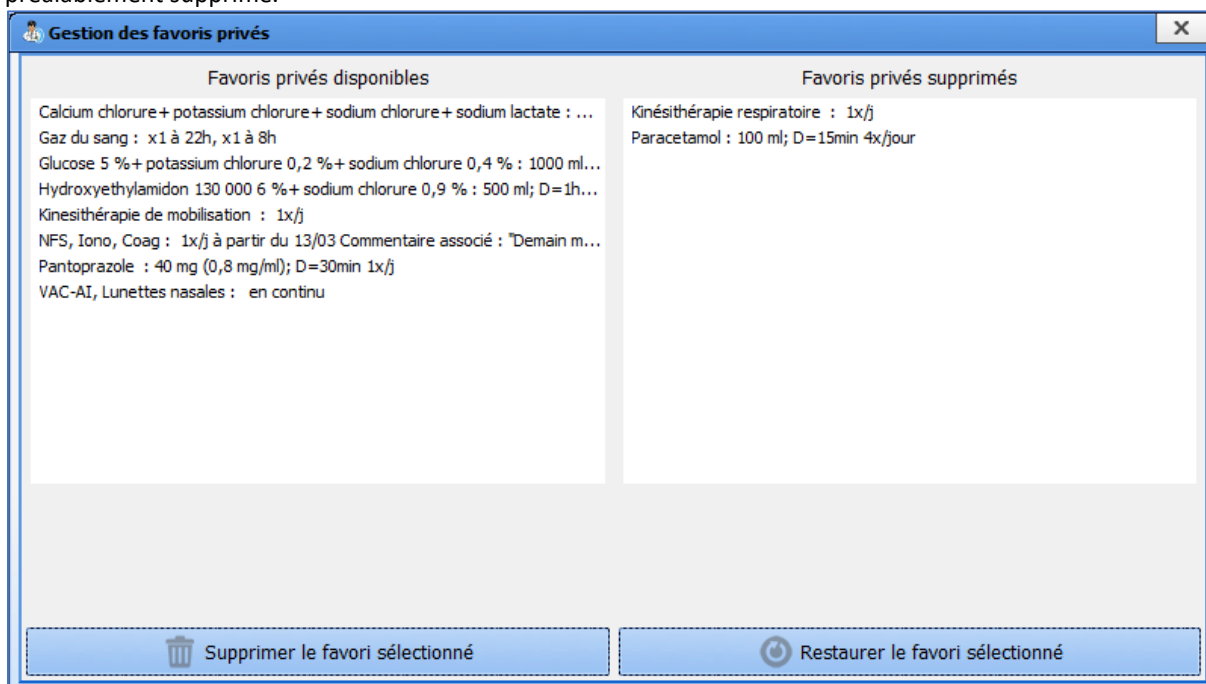 préalablement supprimé.
Gestion des favoris privés
Favoris privés disponibles
Calcium chlorure+ potassium chlorure+ sodium chlorure+ sodium lactate : ...
Gaz du sang : x1 à 22h, x1 à 8h
Glucose 5 %+ potassium chlorure 0,2 %+ sodium chlorure 0,4 % : 1000 ml...
Hydroxyethylamidon 130 000 6 %+ sodium chlorure 0,9 % : 500 ml; D=1h...
Kinesithérapie de mobilisation : 1x/j
NFS, Iono, Coag : 1x/j à partir du 13/03 Commentaire associé : "Demain m...
Pantoprazole : 40 mg (0,8 mg/ml); D=30min 1x/j
VAC-AI, Lunettes nasales : en continu
Favoris privés supprimés
Kinésithérapie respiratoire : 1x/j
Paracetamol : 100 ml; D=15min 4x/jour
Supprimer le favori sélectionné
Restaurer le favori sélectionné